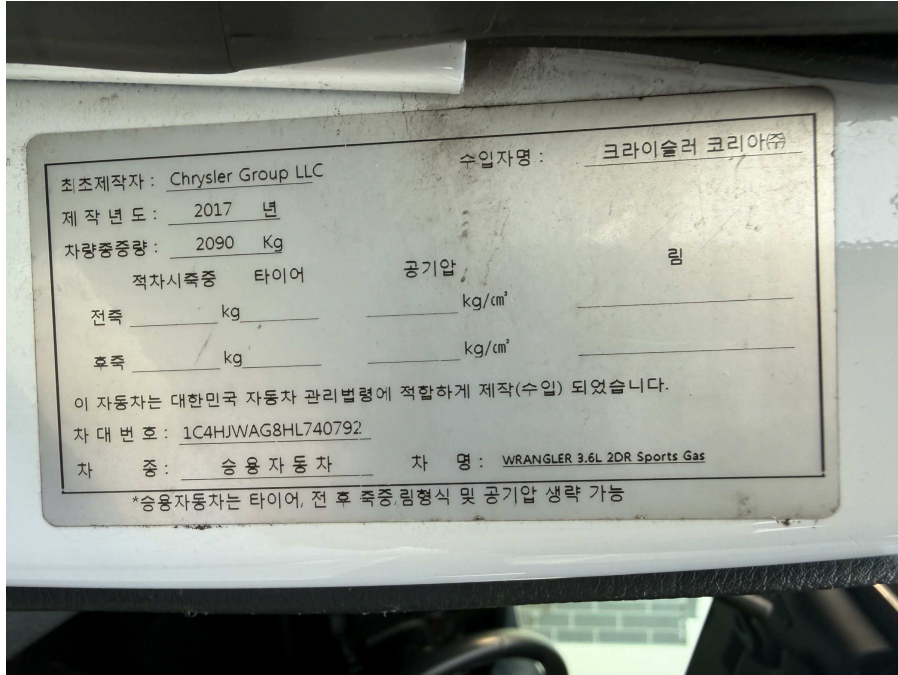 최초제작자 : Chrysler Group LLC 수입자명 : 크라이슬러 코리아㈜
제 작 년 도 : 2017 년
차량총중량 : 2090 Kg
적차시축중 타이어 공기압 림
전축 kg kg/㎠
후축 kg kg/㎠
이 자동차는 대한민국 자동차 관리법령에 적합하게 제작(수입) 되었습니다.
차 대 번 호 : 1C4HJWAG8HL740792
차 종 : 승 용 자 동 차 차 명 : WRANGLER 3.6L 2DR Sports Gas
*승용자동차는 타이어, 전 후 축중,림형식 및 공기압 생략 가능